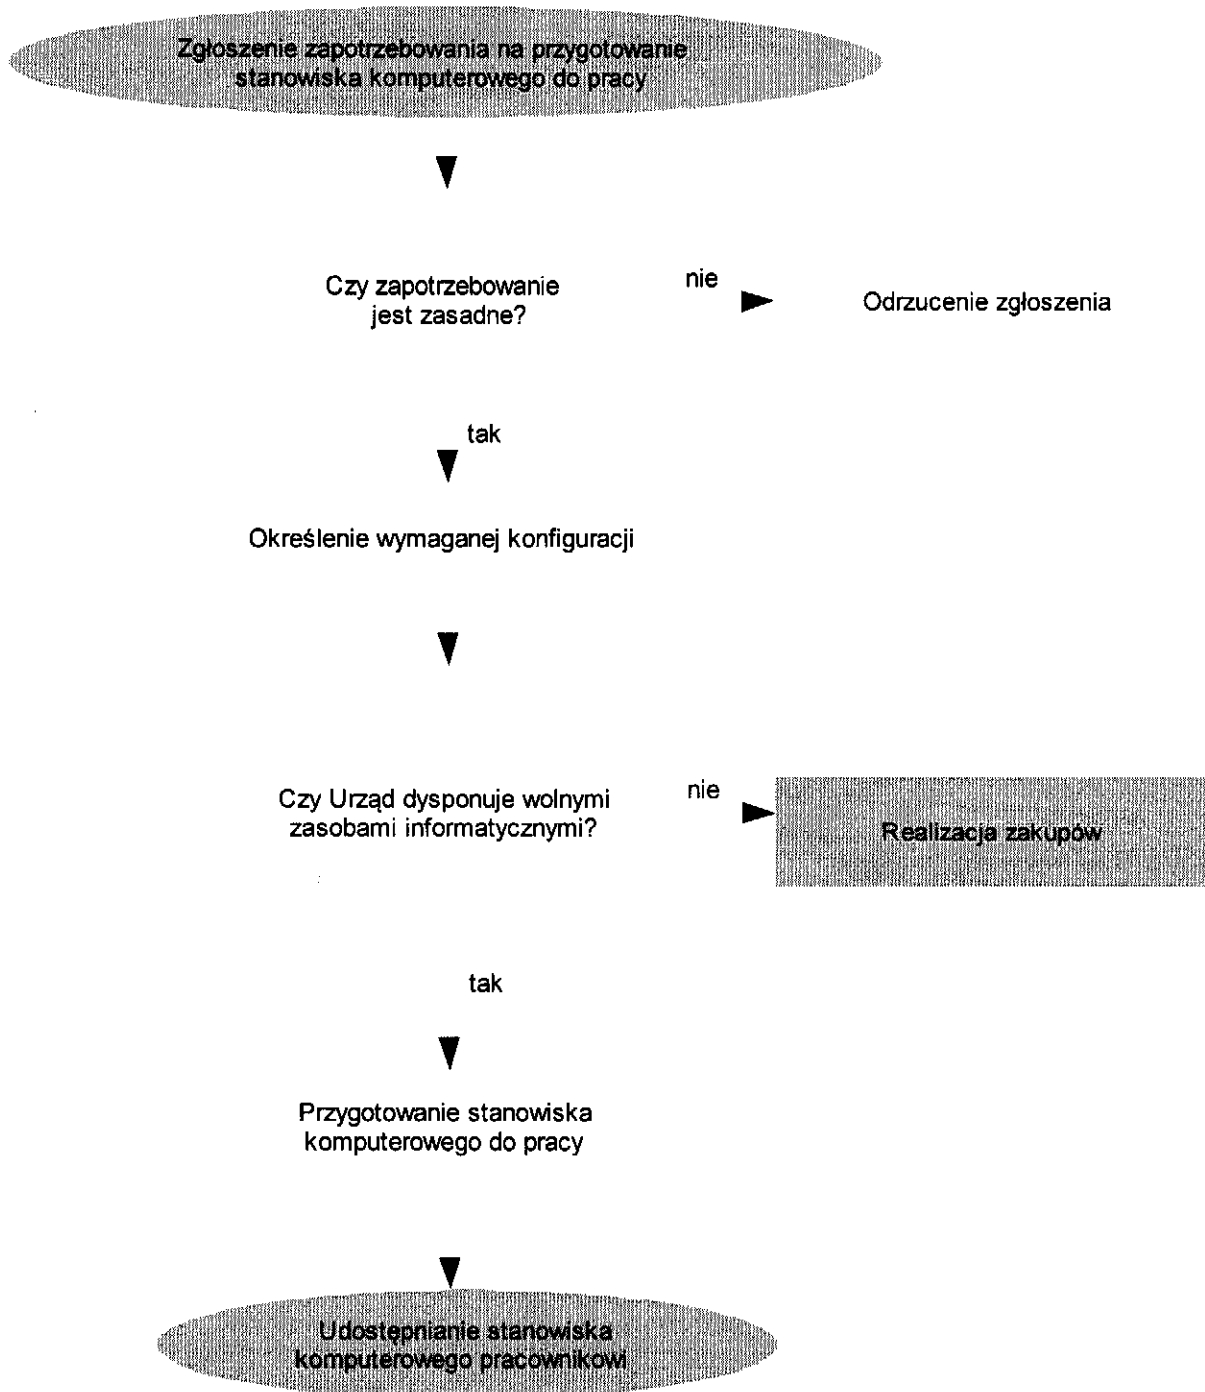 Zgłoszenie zapotrzebowania na przygotowanie
stanowiska komputerowego do pracy
Czy zapotrzebowanie
jest zasadne?
nie
Odrzucenie zgłoszenia
tak
Określenie wymaganej konfiguracji
Czy Urząd dysponuje wolnymi
zasobami informatycznymi?
nie
Realizacja zakupów
tak
Przygotowanie stanowiska
komputerowego do pracy
Udostępnianie stanowiska
komputerowego pracownikowi